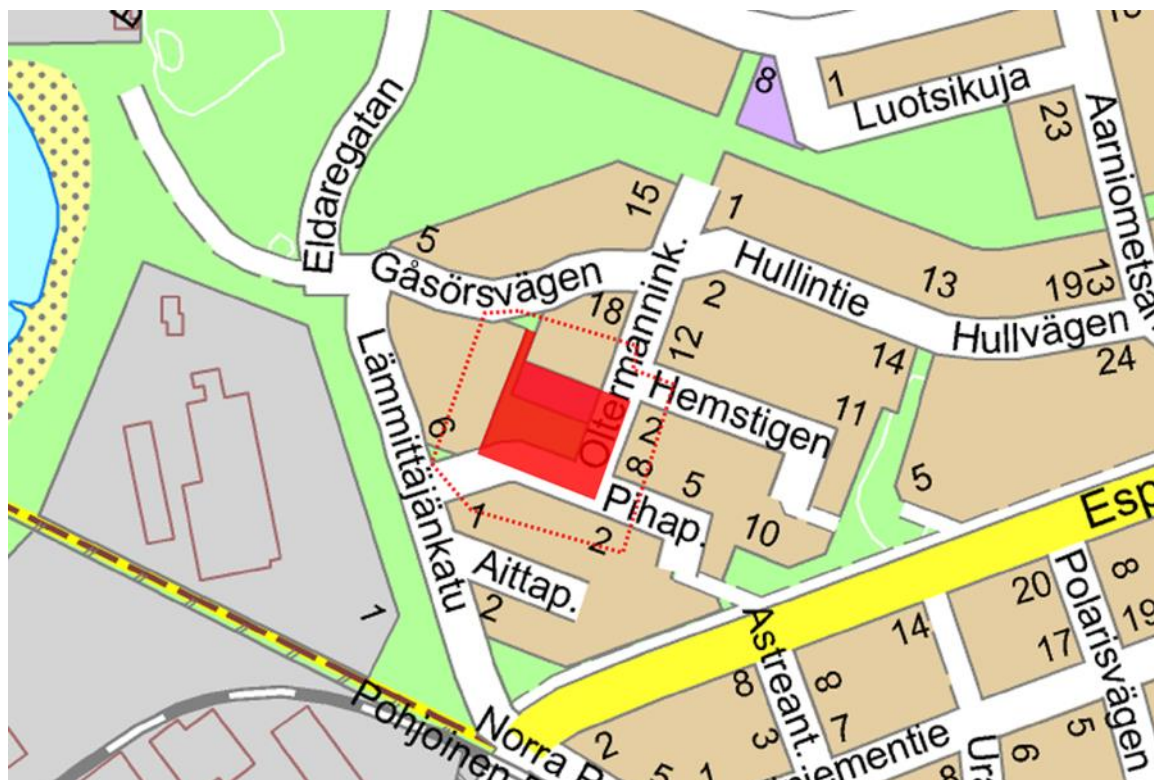 8
1
Luotsikuja
23
Aarniometsan
Eldaregatan
15
1
5
Gåsörsvägen
Oltermannink.
Hullintie
13
19
13
18
2
12
Hullvägen
14
24
Lämmittäjänkatu
6
Hemstigen
11
2
8
5
5
Pihap.
10
Esp
1
2
Aittap.
2
1
20
Polarisvägen
8
19
Astreant.
14
17
8
8
7
3
Pohjoinen
Norra
2
5
1
5
6
8